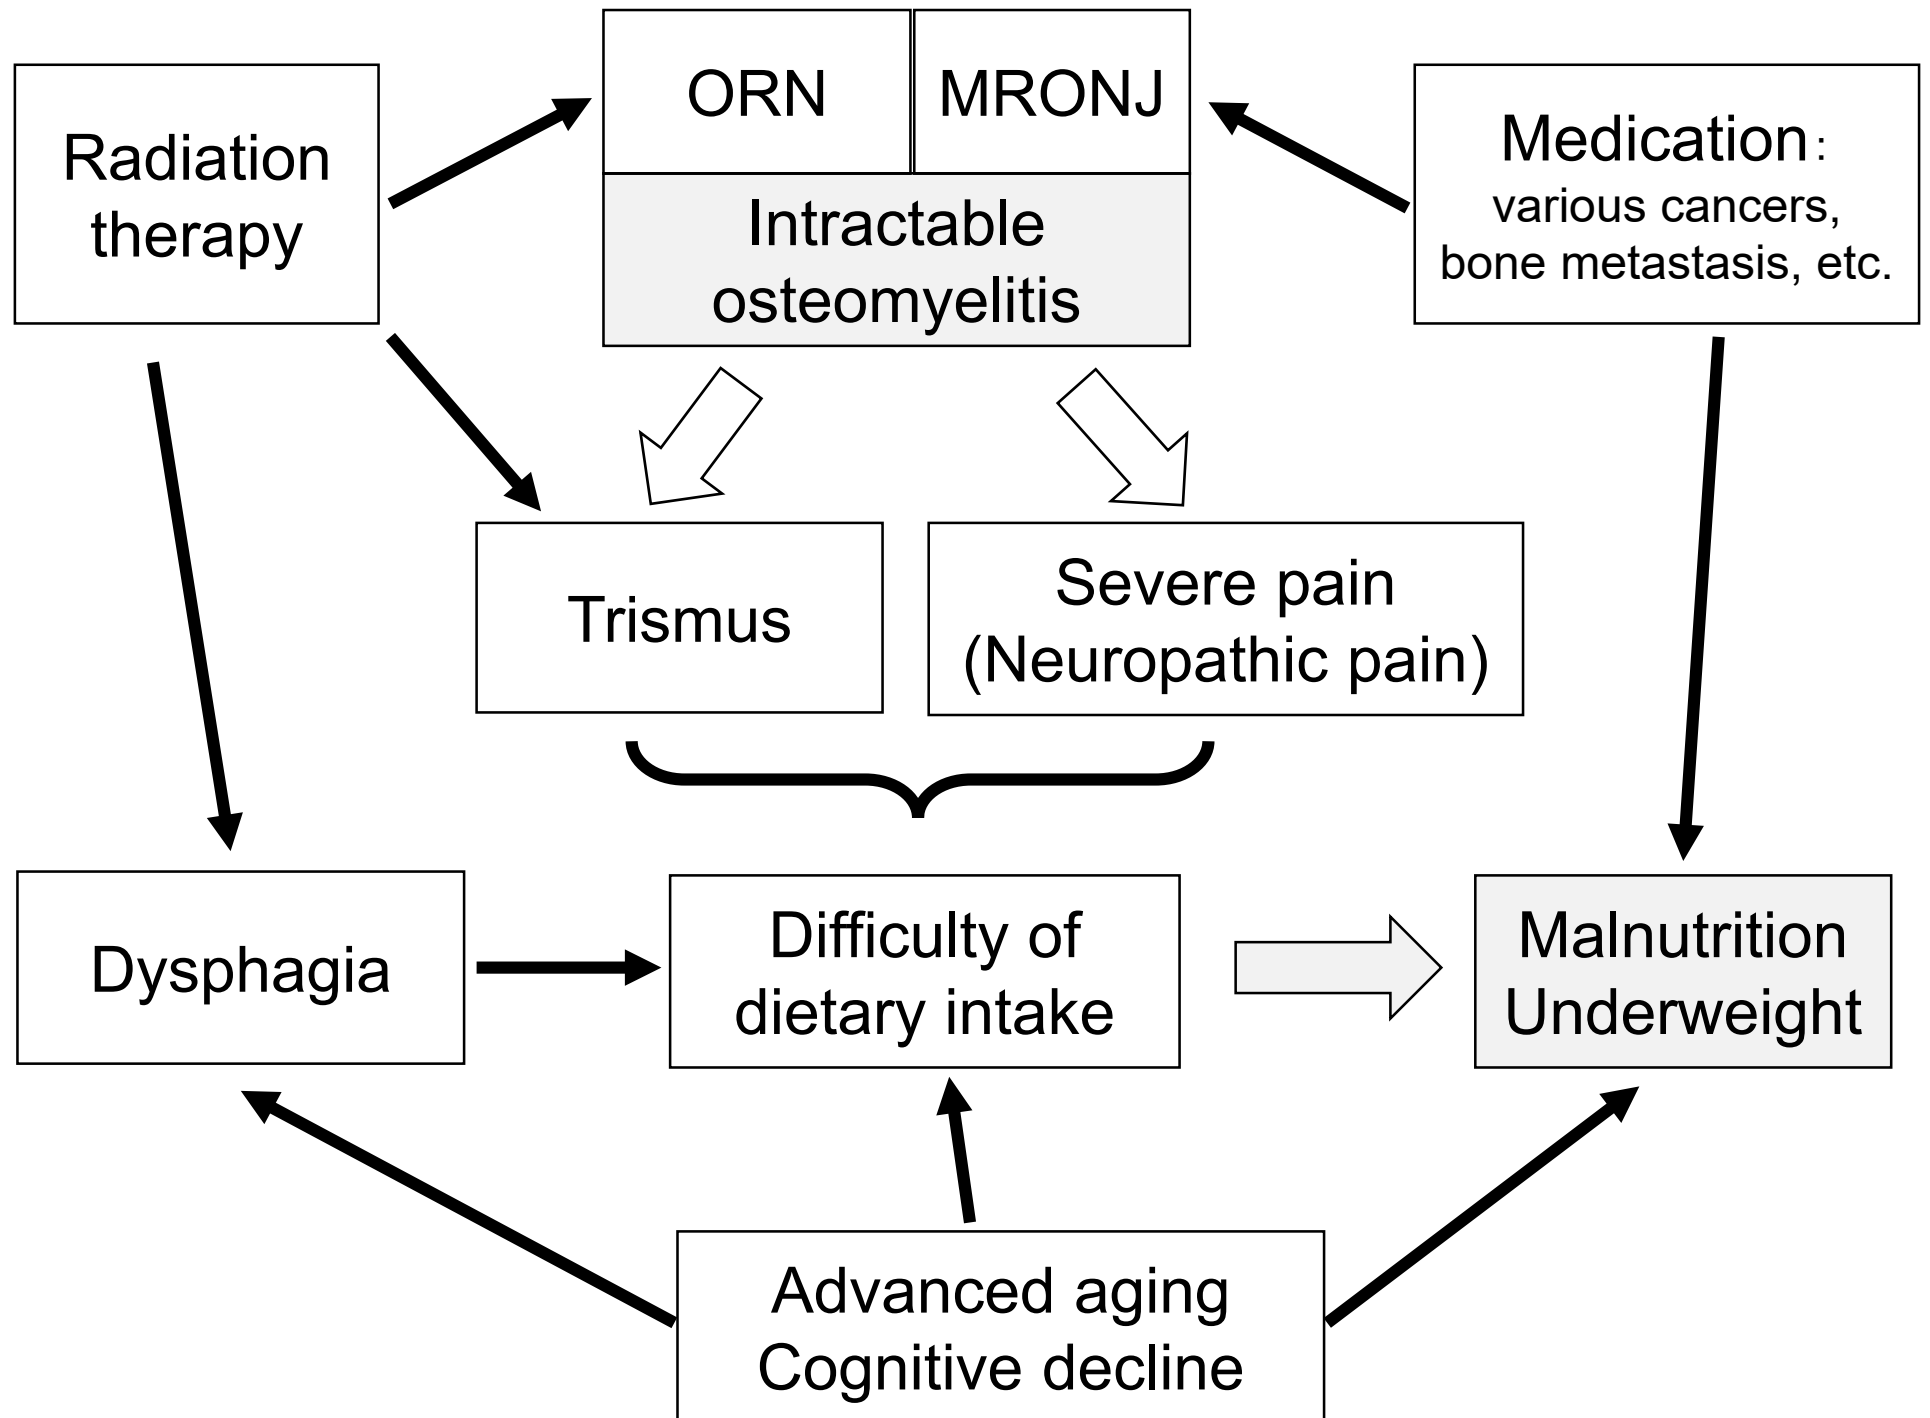 ORN
MRONJ
Radiation
therapy
Intractable
osteomyelitis
Medication：
various cancers,
bone metastasis, etc.
Trismus
Severe pain
(Neuropathic pain)
Dysphagia
Difficulty of
dietary intake
Malnutrition
Underweight
Advanced aging
Cognitive decline